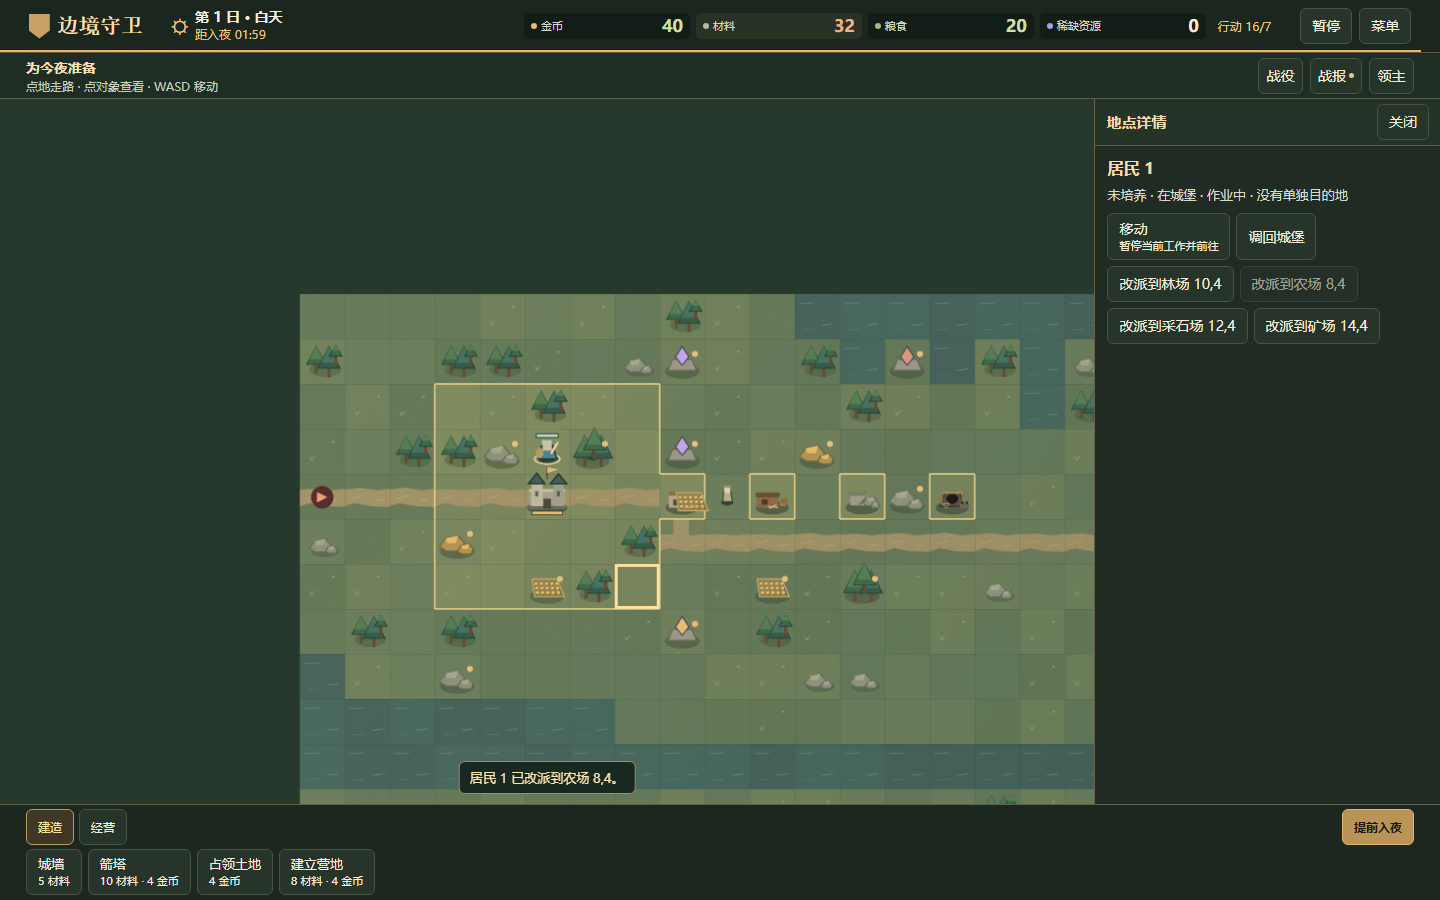 边境守卫
第 1 日 • 白天
距入夜 01:59
金币 40
材料 32
粮食 20
稀缺资源 0
行动 16/7
暂停
菜单
为今夜准备
点地走路 · 点对象查看 · WASD 移动
战役
战报
领主
地点详情
关闭
居民 1
未培养 · 在城堡 · 作业中 · 没有单独目的地
移动
暂停当前工作并前往
调回城堡
改派到林场 10,4
改派到农场 8,4
改派到采石场 12,4
改派到矿场 14,4
居民 1 已改派到农场 8,4。
建造
经营
提前入夜
城墙
5 材料
箭塔
10 材料 · 4 金币
占领土地
4 金币
建立营地
8 材料 · 4 金币